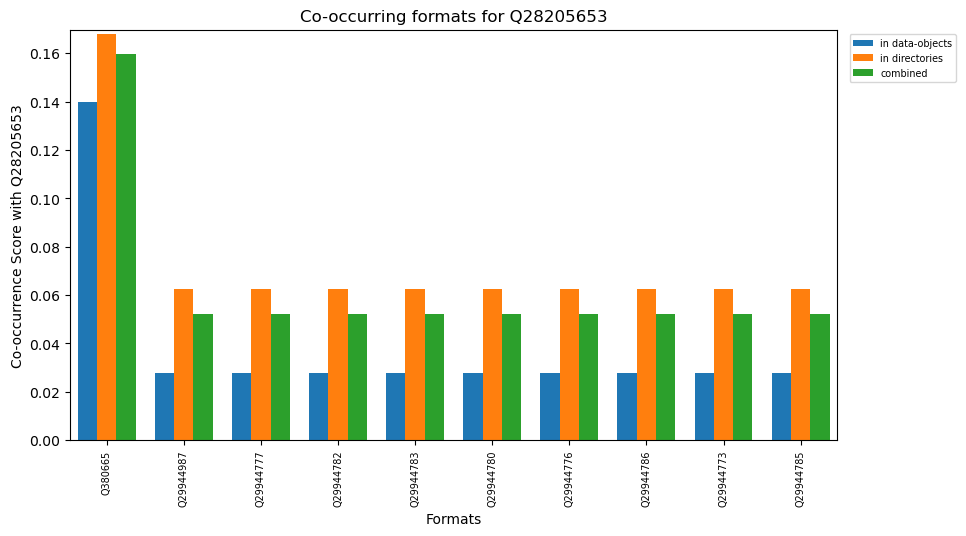 Co-occurring formats for Q28205653
in data-objects
in directories
combined
Co-occurrence Score with Q28205653
0.16
0.14
0.12
0.10
0.08
0.06
0.04
0.02
0.00
Q380665
Q29944987
Q29944777
Q29944782
Q29944783
Q29944780
Q29944776
Q29944786
Q29944773
Q29944785
Formats